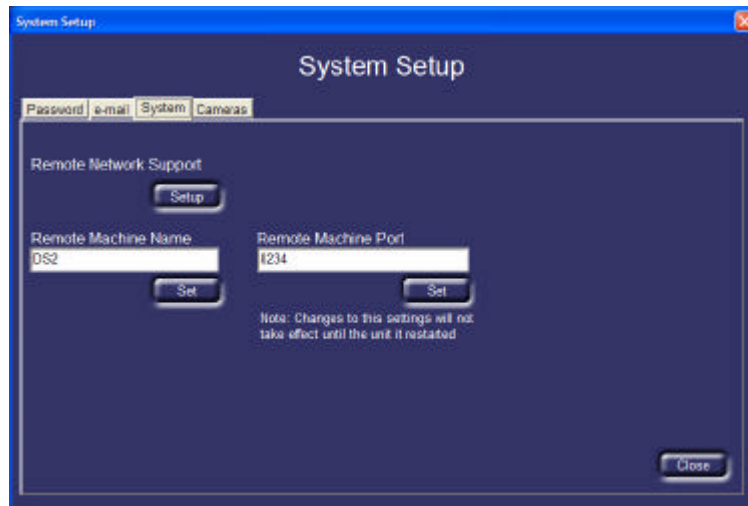 System Setup
System Setup
Password e-mail System Cameras
Remote Network Support
Setup
Remote Machine Name Remote Machine Port
DS2 1234
Set Set
Note: Changes to this settings will not
take effect until the unit it restarted
Close